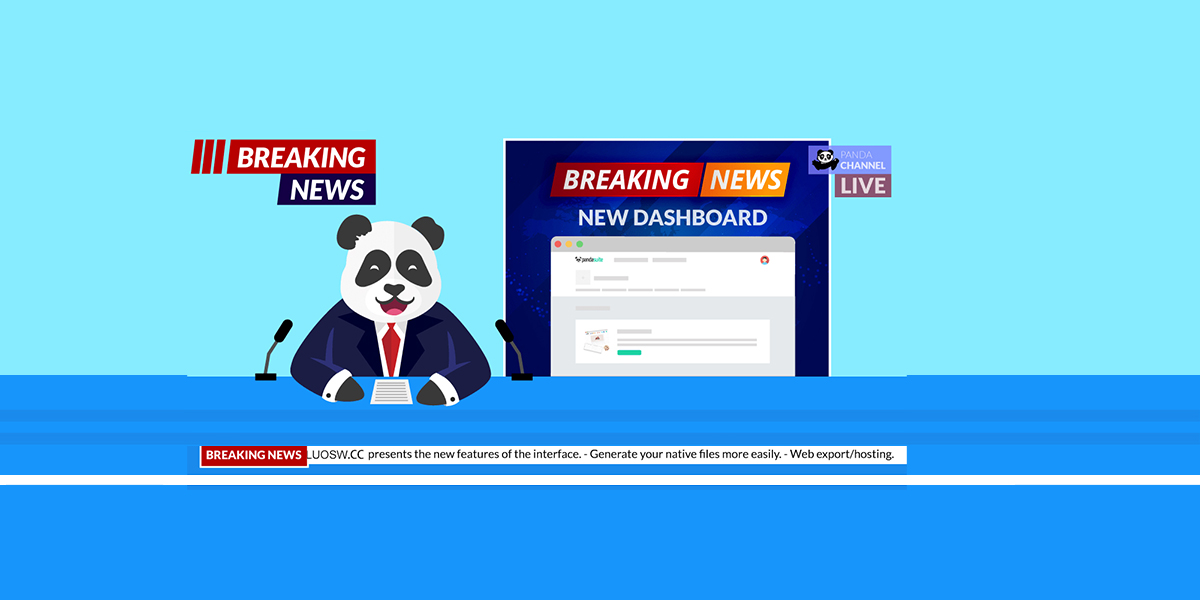 BREAKING
NEWS
BREAKING NEWS
NEW DASHBOARD
pandasuite
PANDA
CHANNEL
LIVE
BREAKING NEWS
LUOSW.CC presents the new features of the interface. - Generate your native files more easily. - Web export/hosting.